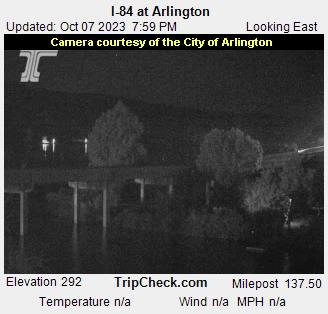 I-84 at Arlington
Updated: Oct 07 2023 7:59 PM Looking East
Camera courtesy of the City of Arlington
Elevation 292 TripCheck.com Milepost 137.50
Temperature n/a Wind n/a MPH n/a